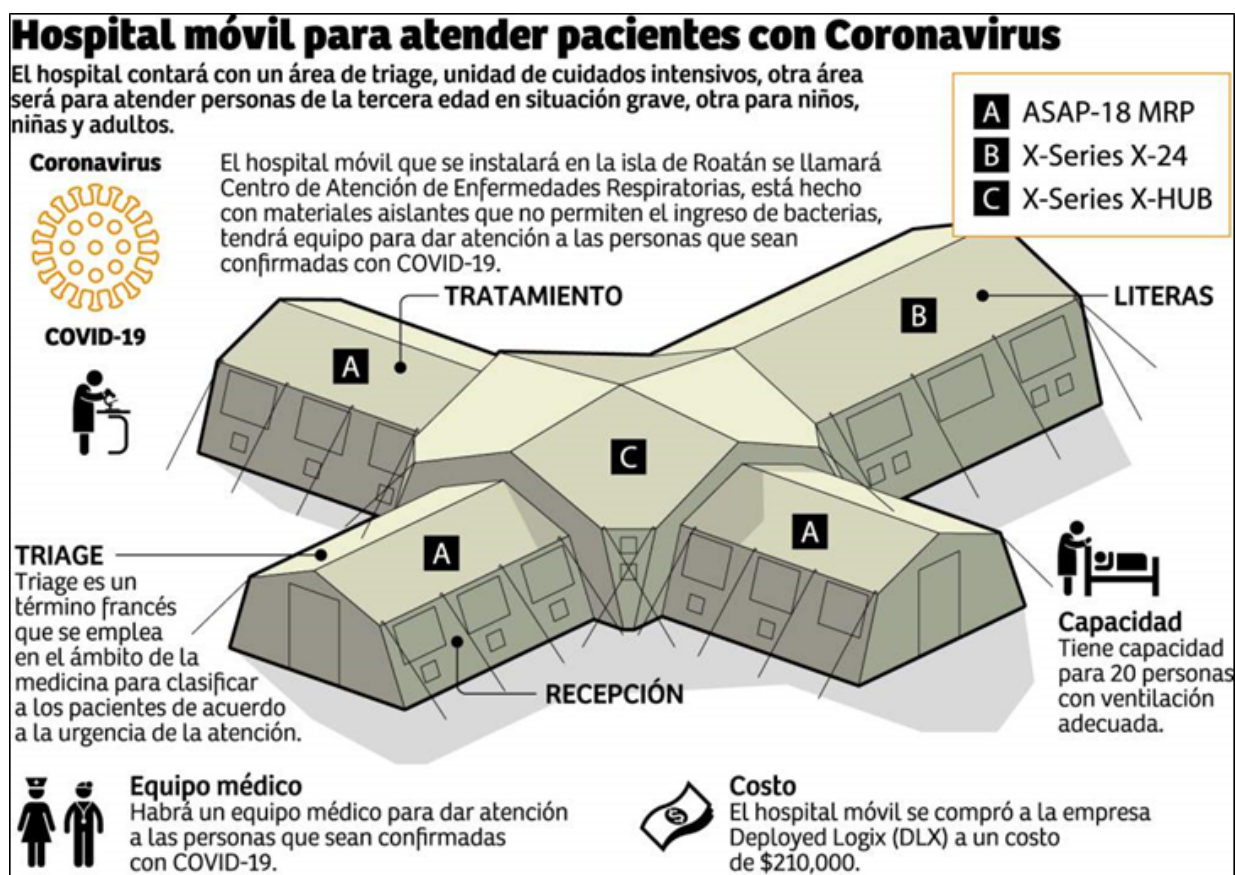 Hospital móvil para atender pacientes con Coronavirus
El hospital contará con un área de triage, unidad de cuidados intensivos, otra área
será para atender personas de la tercera edad en situación grave, otra para niños,
niñas y adultos.
A ASAP-18 MRP
B X-Series X-24
C X-Series X-HUB
Coronavirus
COVID-19
El hospital móvil que se instalará en la isla de Roatán se llamará
Centro de Atención de Enfermedades Respiratorias, está hecho
con materiales aislantes que no permiten el ingreso de bacterias,
tendrá equipo para dar atención a las personas que sean
confirmadas con COVID-19.
TRATAMIENTO
LITERAS
B
A
C
A
A
TRIAGE
Triage es un
término francés
que se emplea
en el ámbito de la
medicina para clasificar
a los pacientes de acuerdo
a la urgencia de la atención.
RECEPCIÓN
Capacidad
Tiene capacidad
para 20 personas
con ventilación
adecuada.
Equipo médico
Habrá un equipo médico para dar atención
a las personas que sean confirmadas
con COVID-19.
Costo
El hospital móvil se compró a la empresa
Deployed Logix (DLX) a un costo
de $210,000.